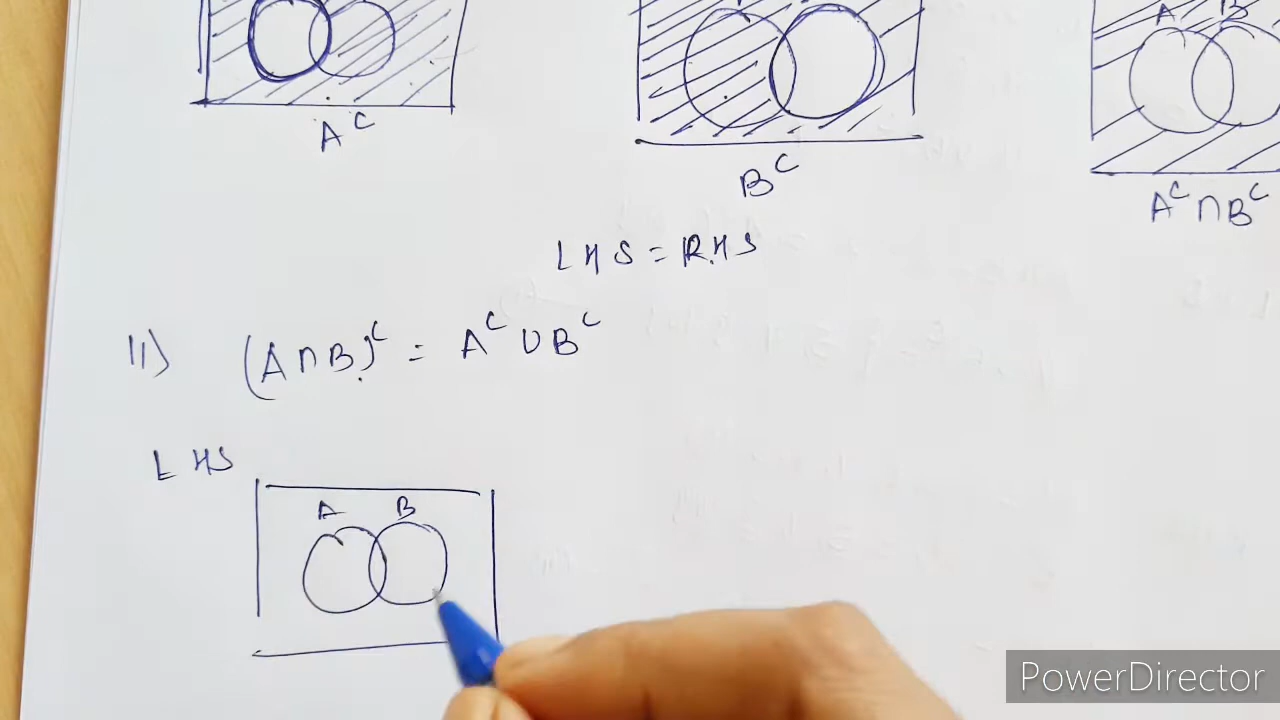 A B
A^C
B^C
A^C ∩ B^C
LHS = RHS
II) (A ∩ B)^C = A^C ∪ B^C
LHS
A B
PowerDirector